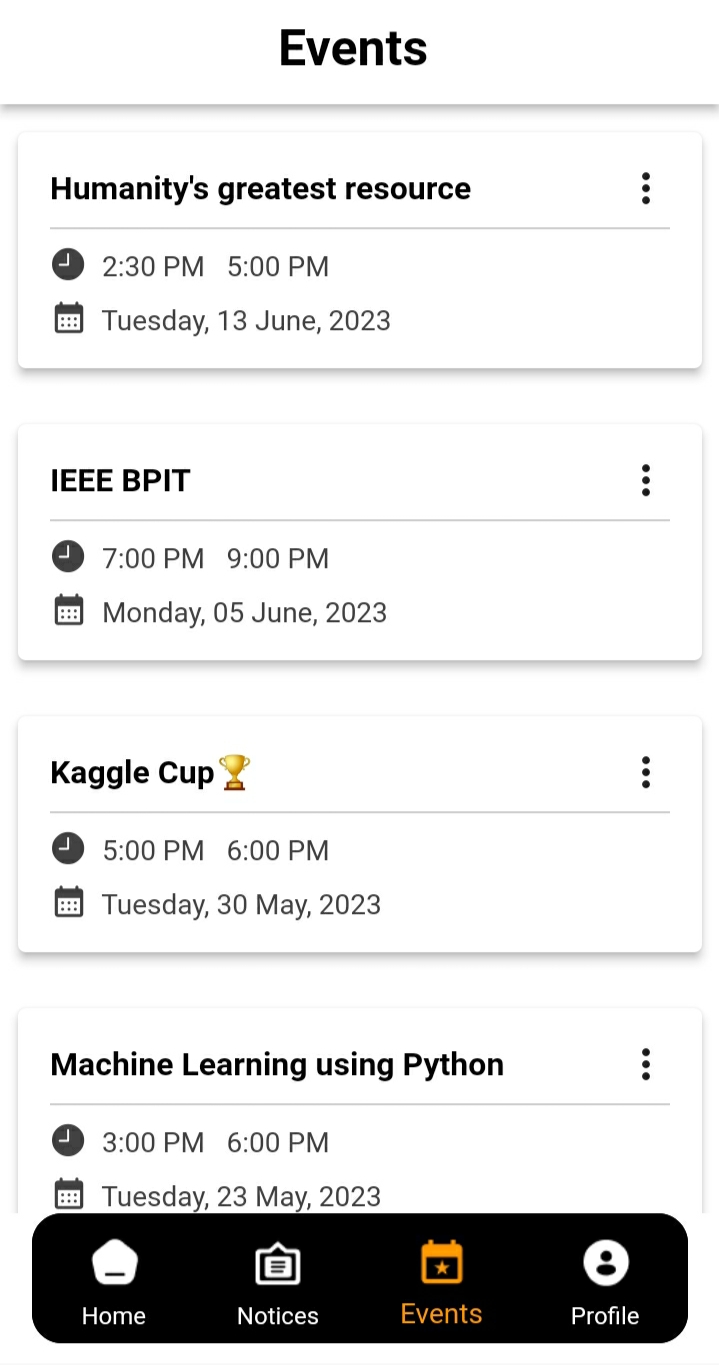 Events
Humanity's greatest resource
2:30 PM 5:00 PM
Tuesday, 13 June, 2023
IEEE BPIT
7:00 PM 9:00 PM
Monday, 05 June, 2023
Kaggle Cup🏆
5:00 PM 6:00 PM
Tuesday, 30 May, 2023
Machine Learning using Python
3:00 PM 6:00 PM
Tuesday, 23 May, 2023
Home Notices Events Profile